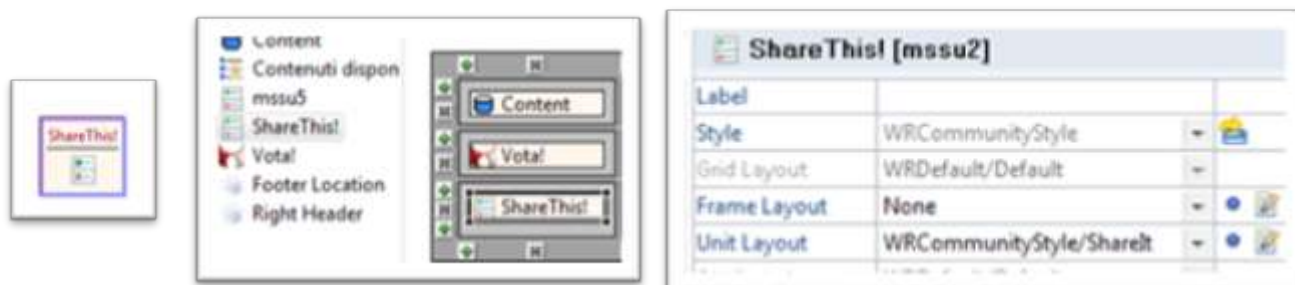 ShareThis!
Content
Contenuti dispon
mssu5
ShareThis!
Vota!
Footer Location
Right Header
Content
Vota!
ShareThis!
ShareThis! [mssu2]
Label
Style WRCommunityStyle
Grid Layout WRDefault/Default
Frame Layout None
Unit Layout WRCommunityStyle/ShareIt